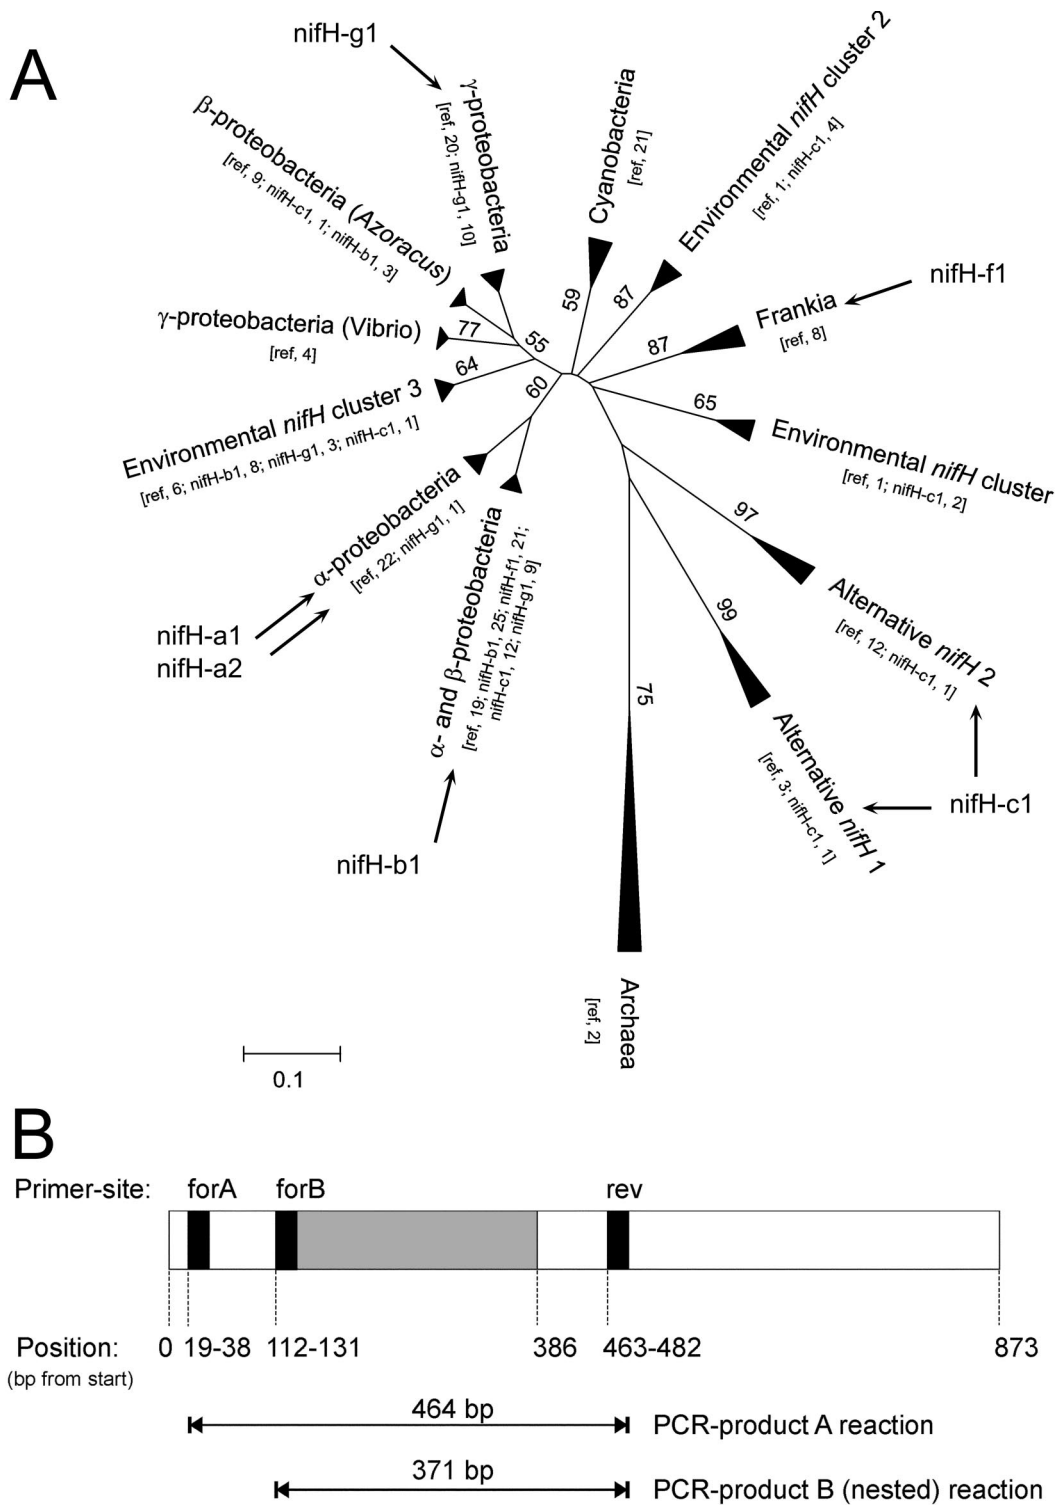 A
nifH-g1
γ-proteobacteria
[ref, 20; nifH-g1, 10]
β-proteobacteria (Azoracus)
[ref, 9; nifH-c1, 1; nifH-b1, 3]
γ-proteobacteria (Vibrio)
[ref, 4]
Environmental nifH cluster 3
[ref, 6; nifH-b1, 8; nifH-g1, 3; nifH-c1, 1]
α-proteobacteria
[ref, 22; nifH-g1, 1]
nifH-a1
nifH-a2
α- and β-proteobacteria
[ref, 19; nifH-b1, 25; nifH-f1, 21;
nifH-c1, 12; nifH-g1, 9]
nifH-b1
Cyanobacteria
[ref, 21]
Environmental nifH cluster 2
[ref, 1; nifH-c1, 4]
nifH-f1
Frankia
[ref, 8]
Environmental nifH cluster
[ref, 1; nifH-c1, 2]
Alternative nifH 2
[ref, 12; nifH-c1, 1]
Alternative nifH 1
[ref, 3; nifH-c1, 1]
nifH-c1
Archaea
[ref, 2]
59
87
87
65
97
99
75
60
64
77
55
0.1
B
Primer-site: forA forB rev
Position: 0 19-38 112-131 386 463-482 873
(bp from start)
464 bp PCR-product A reaction
371 bp PCR-product B (nested) reaction